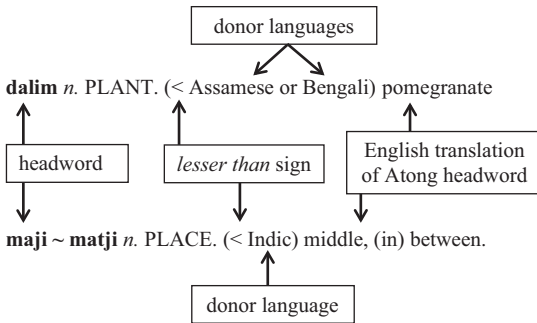 donor languages
dalim n. PLANT. (< Assamese or Bengali) pomegranate
headword
lesser than sign
English translation
of Atong headword
maji ~ matji n. PLACE. (< Indic) middle, (in) between.
donor language